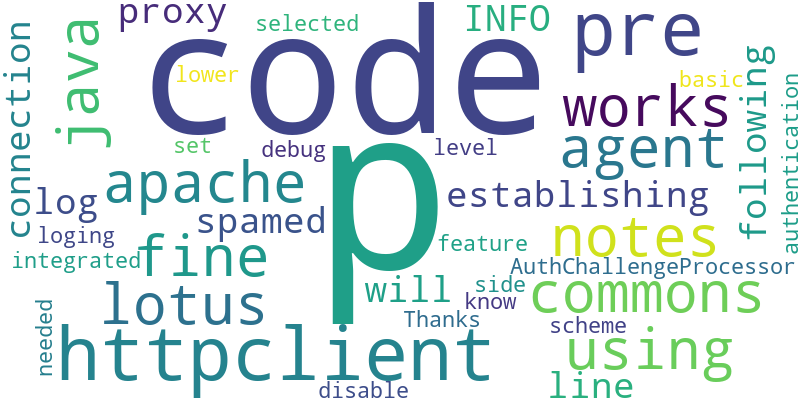 proxy
selected
INFO
code
pre
java
lower
basic
connection
works
authentication
following
set
debug
level
agent
p
apache
log
establishing
spamed
loging
notes
integrated
fine
feature
AuthChallengeProcessor
will
side
know
commons
lotus
Thanks
scheme
needed
httpclient
using
disable
line